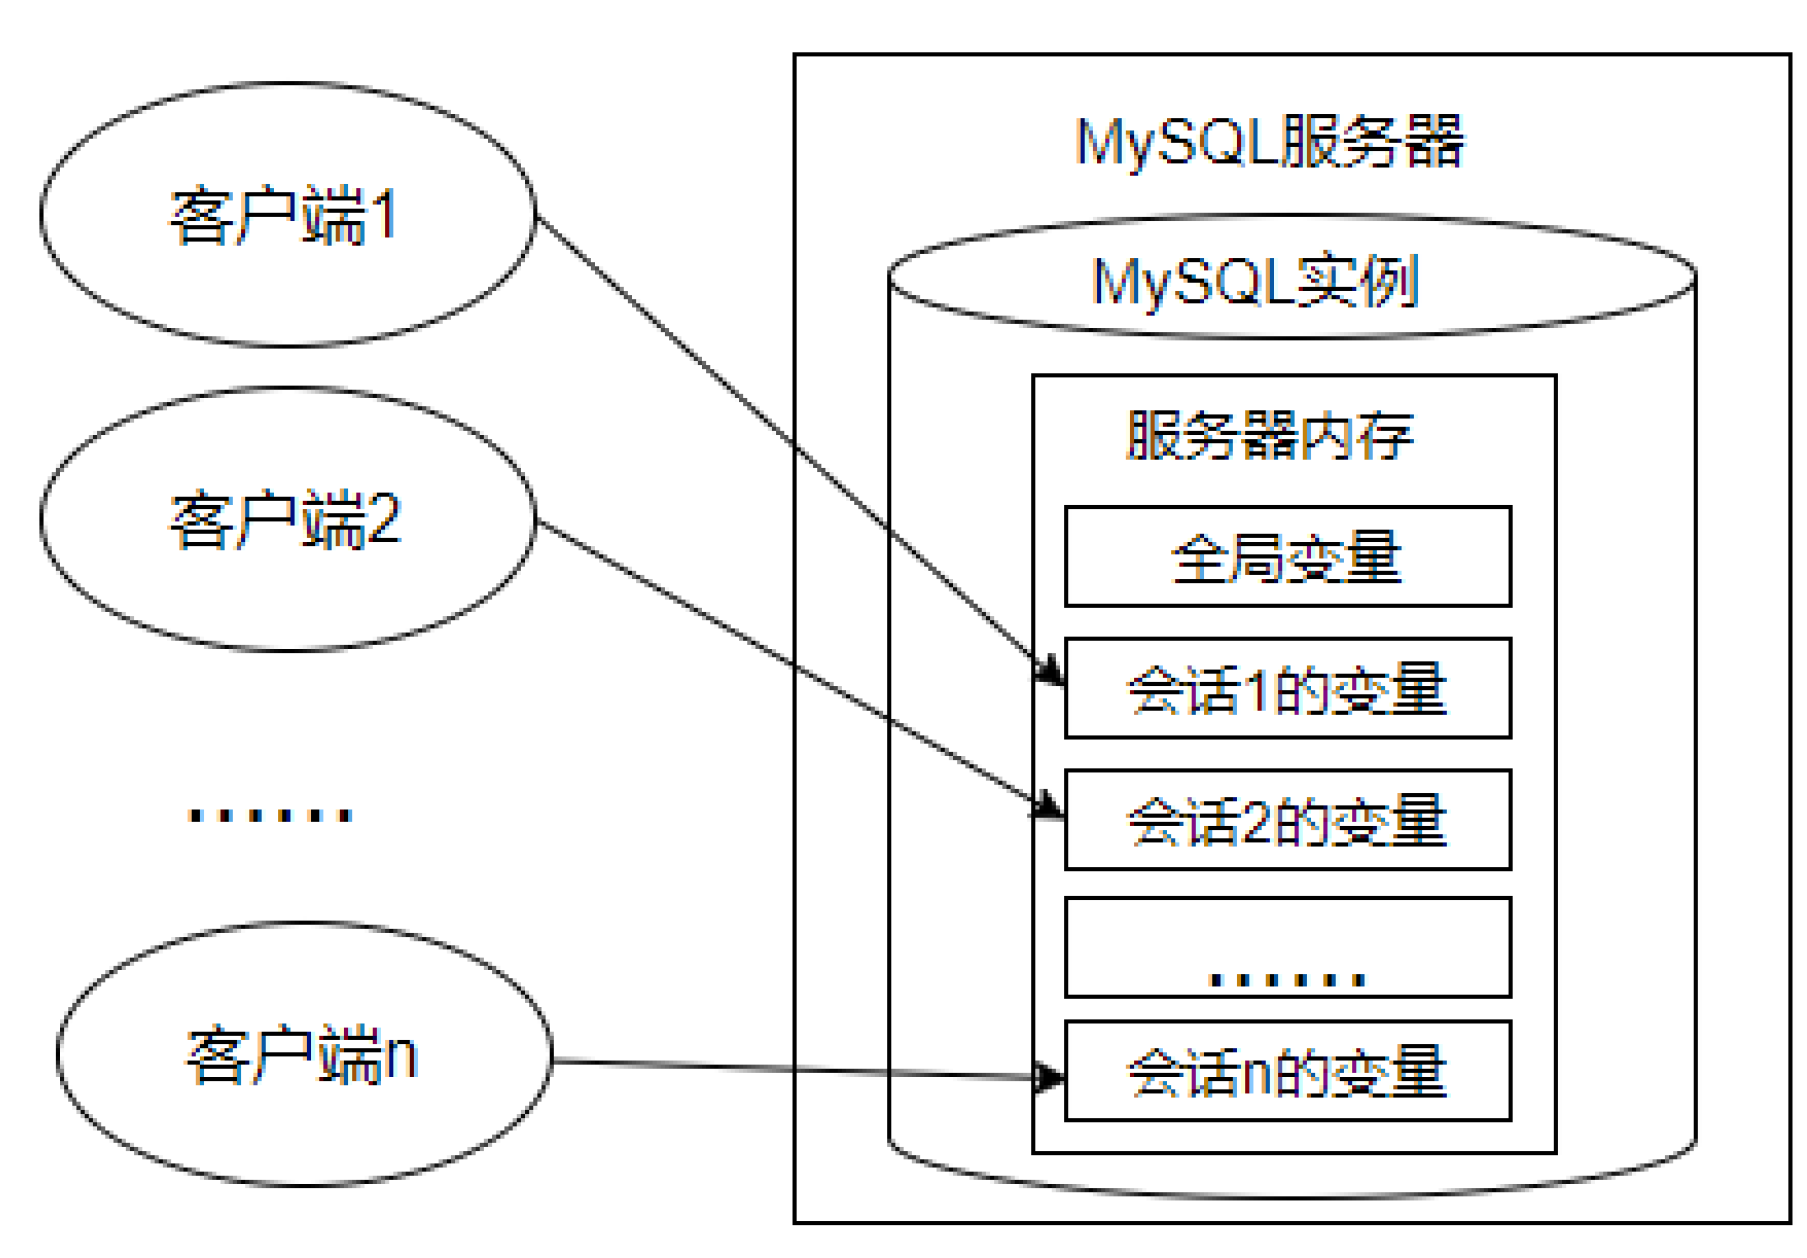 客户端1
客户端2
......
客户端n
MySQL服务器
MySQL实例
服务器内存
全局变量
会话1的变量
会话2的变量
......
会话n的变量